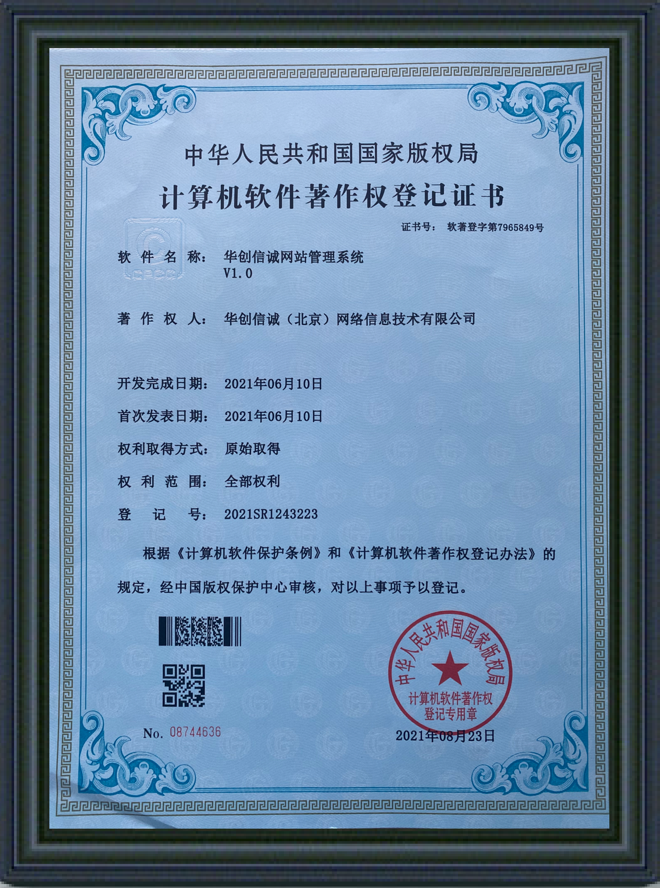 中华人民共和国国家版权局
计算机软件著作权登记证书
证书号： 软著登字第7965849号
软件名称： 华创信诚网站管理系统
V1.0
著作权人： 华创信诚（北京）网络信息技术有限公司
开发完成日期： 2021年06月10日
首次发表日期： 2021年06月10日
权利取得方式： 原始取得
权利范围： 全部权利
登记号： 2021SR1243223
根据《计算机软件保护条例》和《计算机软件著作权登记办法》的
规定，经中国版权保护中心审核，对以上事项予以登记。
中华人民共和国国家版权局
计算机软件著作权
登记专用章
No. 08744636
2021年08月23日
CPCC